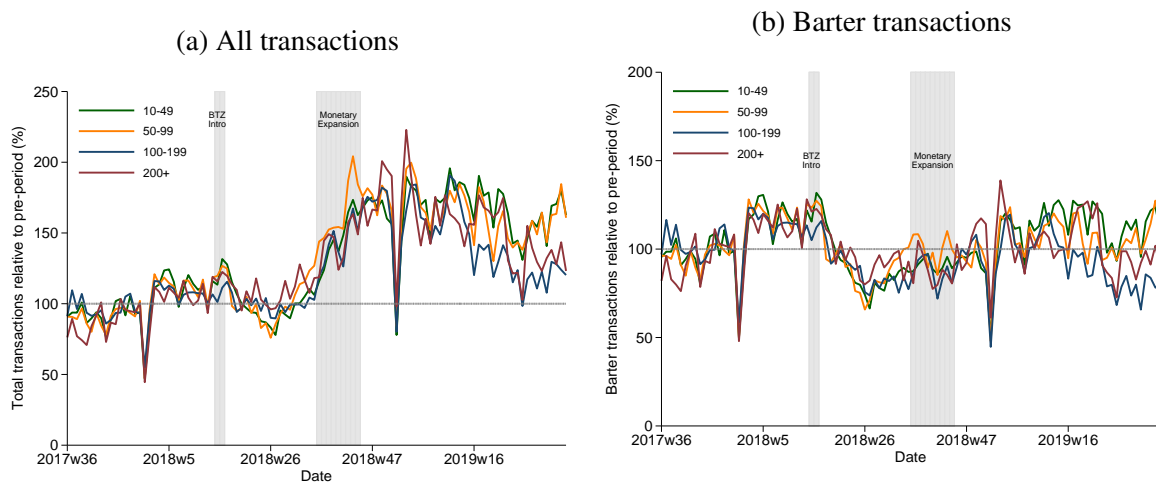 (a) All transactions
Total transactions relative to pre-period (%)
250
200
150
100
50
0
10-49
50-99
100-199
200+
BTZ
Intro
Monetary
Expansion
2017w36
2018w5
2018w26
2018w47
2019w16
Date
(b) Barter transactions
Barter transactions relative to pre-period (%)
200
150
100
50
0
10-49
50-99
100-199
200+
BTZ
Intro
Monetary
Expansion
2017w36
2018w5
2018w26
2018w47
2019w16
Date